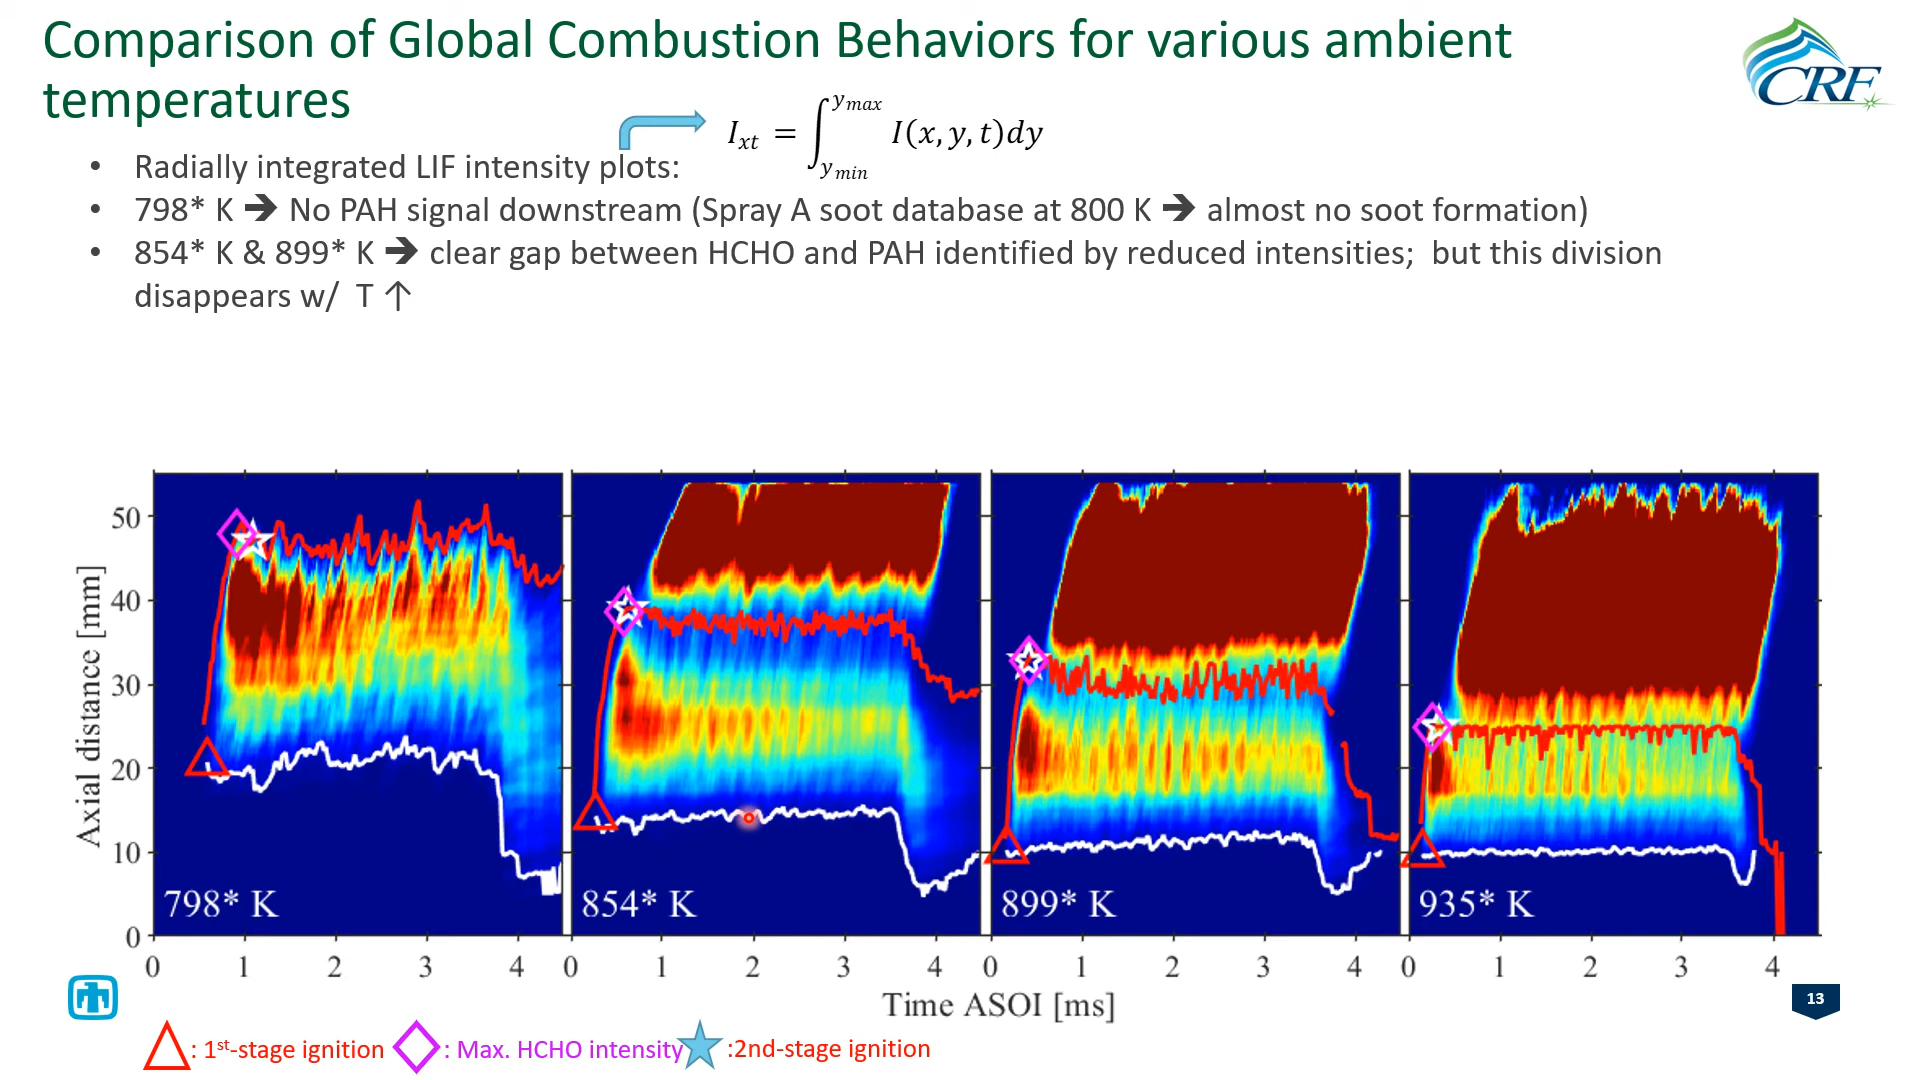 Comparison of Global Combustion Behaviors for various ambient
temperatures
CRF
I_xt = ∫_{y_min}^{y_max} I(x, y, t)dy
• Radially integrated LIF intensity plots:
• 798* K ➔ No PAH signal downstream (Spray A soot database at 800 K ➔ almost no soot formation)
• 854* K & 899* K ➔ clear gap between HCHO and PAH identified by reduced intensities; but this division
disappears w/ T ↑
Axial distance [mm]
50
40
30
20
10
0
798* K
854* K
899* K
935* K
0 1 2 3 4 0 1 2 3 4 0 1 2 3 4 0 1 2 3 4
Time ASOI [ms]
13
: 1st-stage ignition : Max. HCHO intensity :2nd-stage ignition